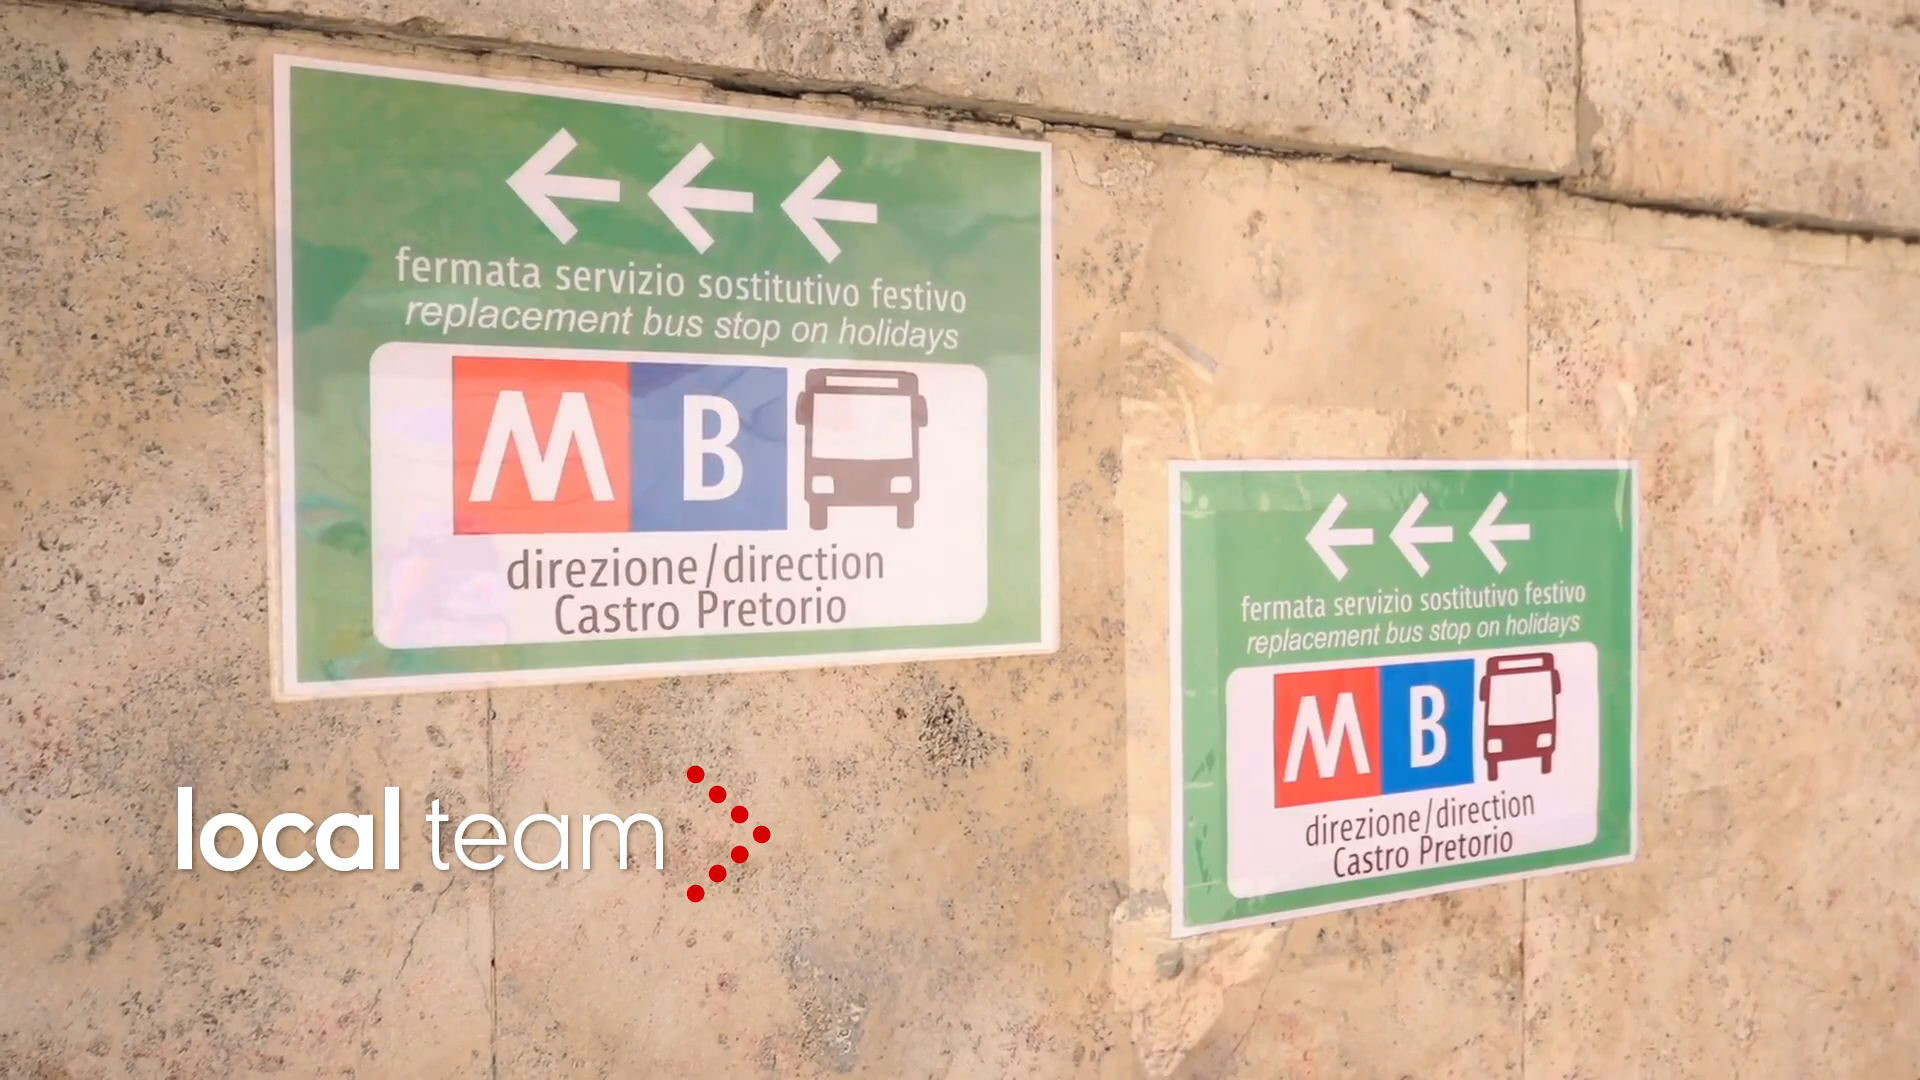 fermata servizio sostitutivo festivo
replacement bus stop on holidays
M B
direzione/direction
Castro Pretorio
fermata servizio sostitutivo festivo
replacement bus stop on holidays
M B
direzione/direction
Castro Pretorio
local team